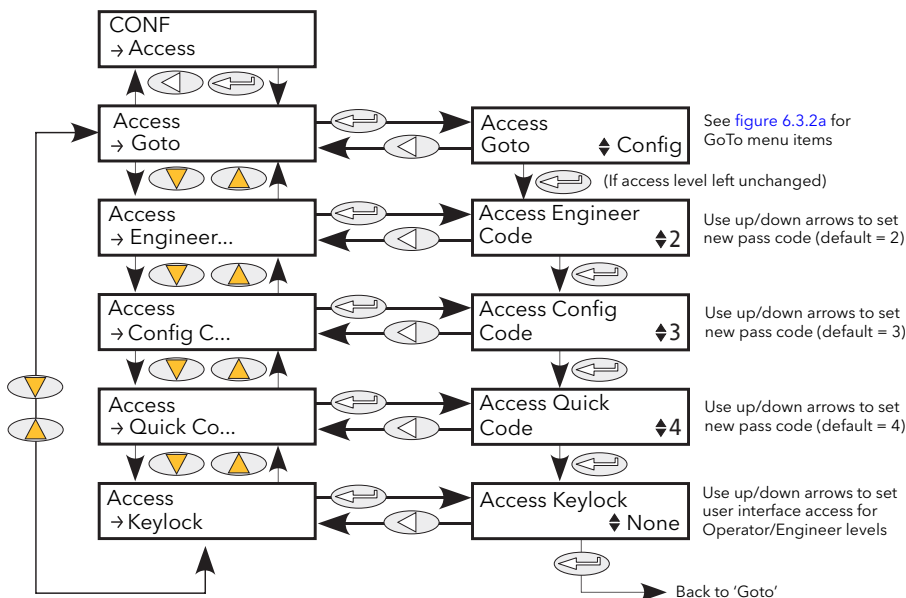 CONF
→ Access
Access
→ Goto
Access
Goto ♦ Config
See figure 6.3.2a for
GoTo menu items
(If access level left unchanged)
Access
→ Engineer...
Access Engineer
Code ♦2
Use up/down arrows to set
new pass code (default = 2)
Access
→ Config C...
Access Config
Code ♦3
Use up/down arrows to set
new pass code (default = 3)
Access
→ Quick Co...
Access Quick
Code ♦4
Use up/down arrows to set
new pass code (default = 4)
Access
→ Keylock
Access Keylock
♦ None
Use up/down arrows to set
user interface access for
Operator/Engineer levels
Back to ‘Goto’